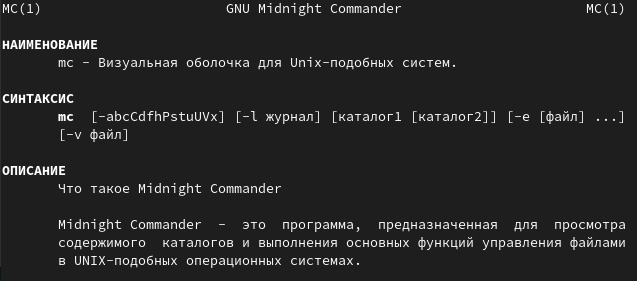 MC(1) GNU Midnight Commander MC(1)
НАИМЕНОВАНИЕ
mc - Визуальная оболочка для Unix-подобных систем.
СИНТАКСИС
mc [-abcCdfhPstuUVx] [-l журнал] [каталог1 [каталог2]] [-e [файл] ...]
[-v файл]
ОПИСАНИЕ
Что такое Midnight Commander
Midnight Commander - это программа, предназначенная для просмотра
содержимого каталогов и выполнения основных функций управления файлами
в UNIX-подобных операционных системах.